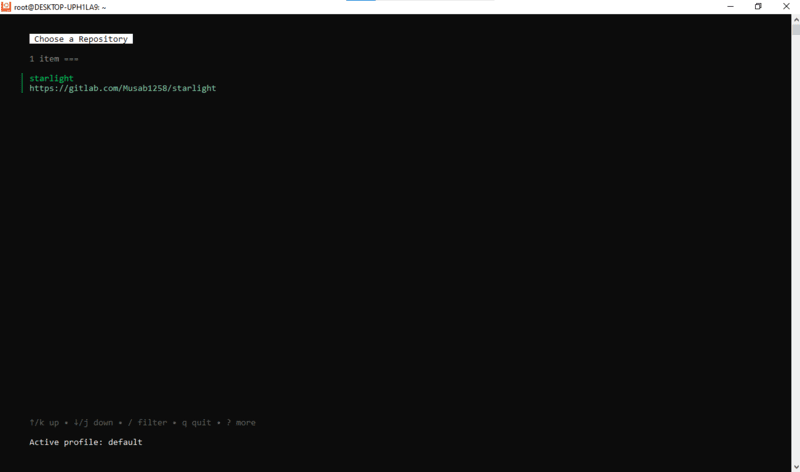 root@DESKTOP-UPH1LA9: ~
Choose a Repository
1 item ===
starlight
https://gitlab.com/Musab1258/starlight
↑/k up • ↓/j down • / filter • q quit • ? more
Active profile: default